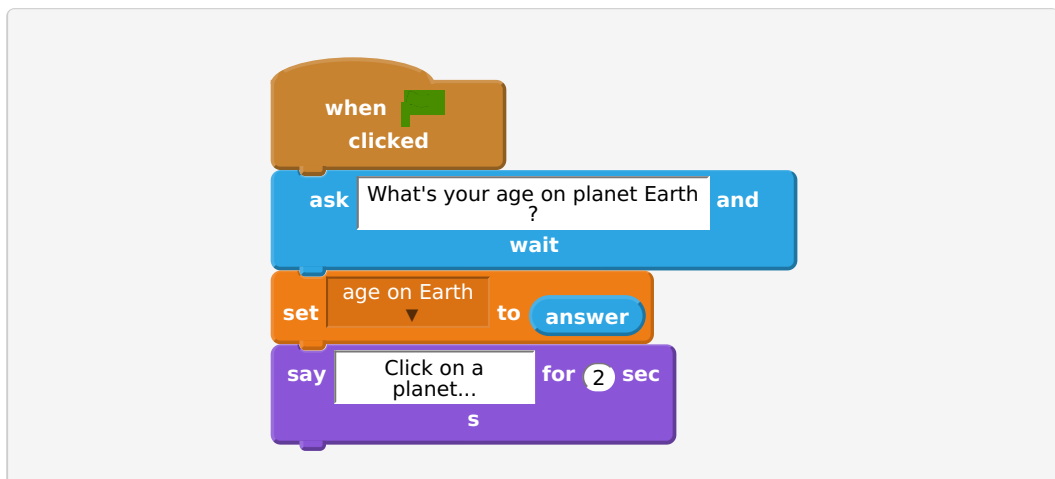 when
clicked
ask What's your age on planet Earth
? and
wait
set age on Earth ▼ to answer
say Click on a
planet... for 2 sec
s